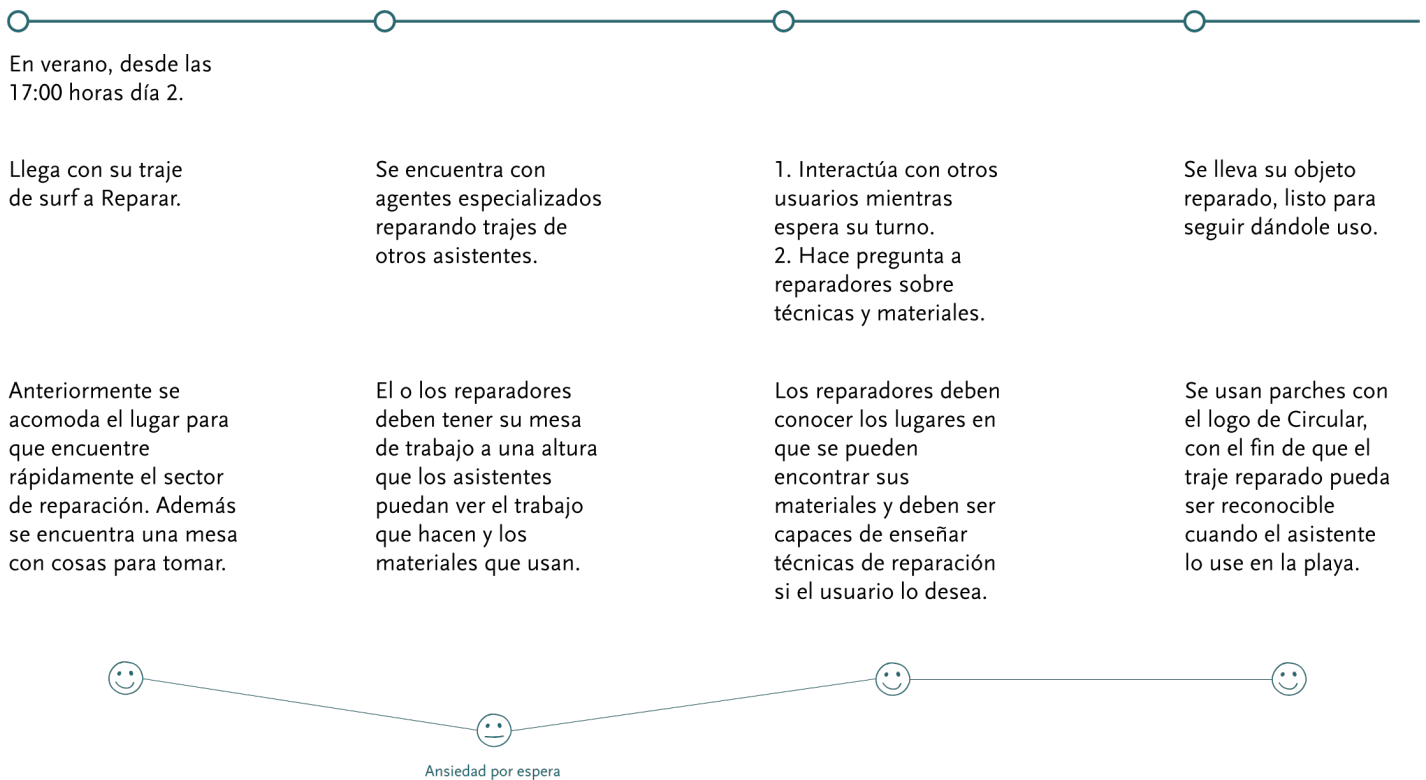 En verano, desde las
17:00 horas día 2.
Llega con su traje
de surf a Reparar.
Se encuentra con
agentes especializados
reparando trajes de
otros asistentes.
1. Interactúa con otros
usuarios mientras
espera su turno.
2. Hace pregunta a
reparadores sobre
técnicas y materiales.
Se lleva su objeto
reparado, listo para
seguir dándole uso.
Anteriormente se
acomoda el lugar para
que encuentre
rápidamente el sector
de reparación. Además
se encuentra una mesa
con cosas para tomar.
El o los reparadores
deben tener su mesa
de trabajo a una altura
que los asistentes
puedan ver el trabajo
que hacen y los
materiales que usan.
Los reparadores deben
conocer los lugares en
que se pueden
encontrar sus
materiales y deben ser
capaces de enseñar
técnicas de reparación
si el usuario lo desea.
Se usan parches con
el logo de Circular,
con el fin de que el
traje reparado pueda
ser reconocible
cuando el asistente
lo use en la playa.
Ansiedad por espera